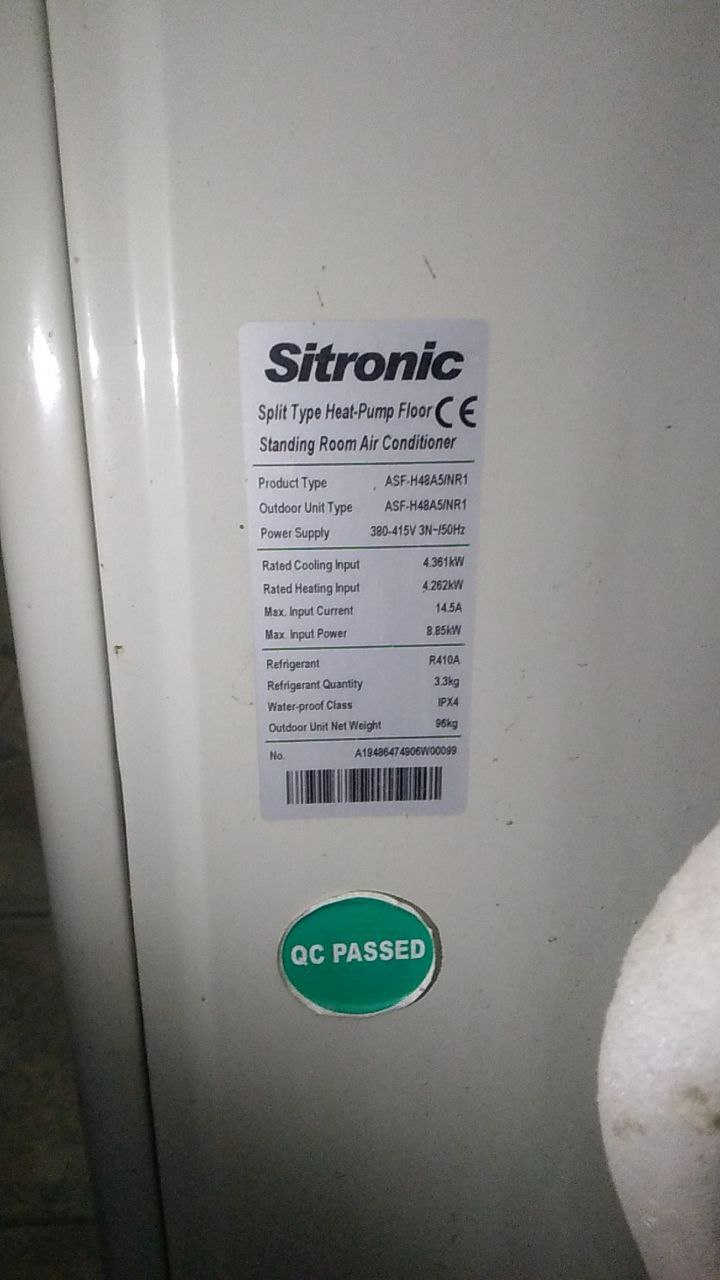 Sitronic
Split Type Heat-Pump Floor CE
Standing Room Air Conditioner
Product Type ASF-H48A5/NR1
Outdoor Unit Type ASF-H48A5/NR1
Power Supply 380-415V 3N~/50Hz
Rated Cooling Input 4.361kW
Rated Heating Input 4.262kW
Max. Input Current 14.5A
Max. Input Power 8.85kW
Refrigerant R410A
Refrigerant Quantity 3.3kg
Water-proof Class IPX4
Outdoor Unit Net Weight 96kg
No. A19486474906W00099
QC PASSED